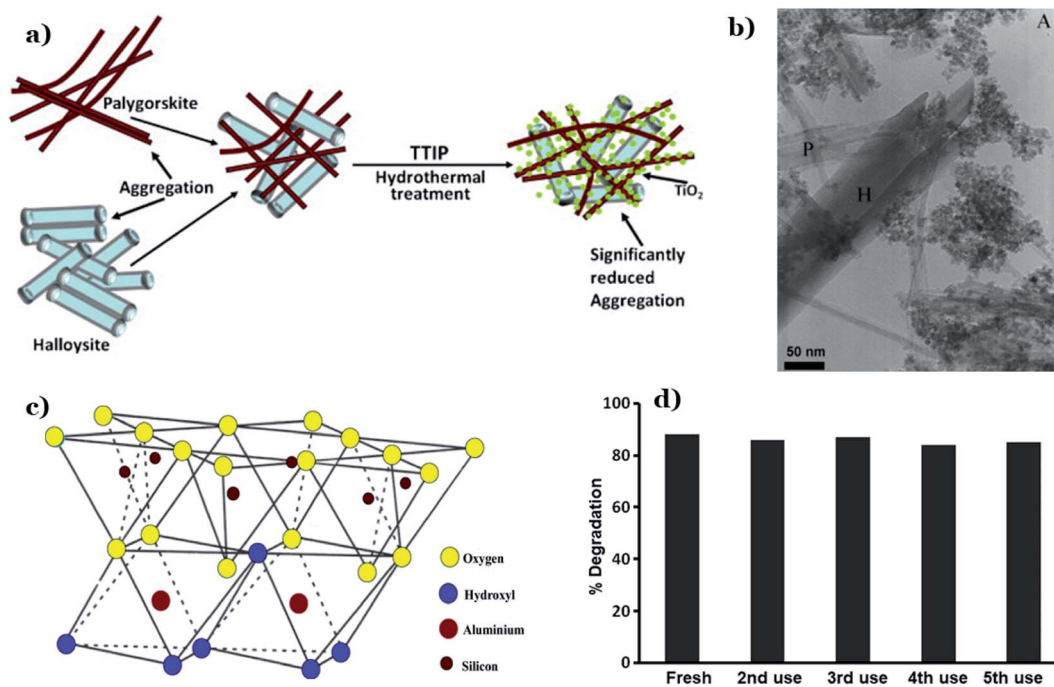 a)
Palygorskite
Aggregation
Halloysite
TTIP
Hydrothermal
treatment
TiO₂
Significantly
reduced
Aggregation
b)
A
P
H
50 nm
c)
Oxygen
Hydroxyl
Aluminium
Silicon
d)
% Degradation
100
80
60
40
20
0
Fresh 2nd use 3rd use 4th use 5th use